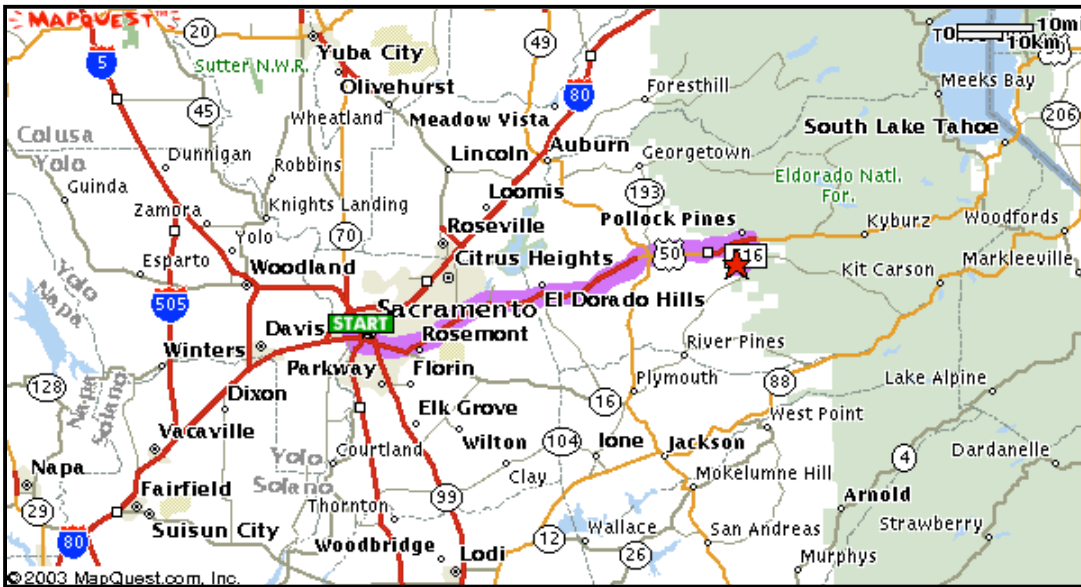 MAPQUEST
10mi
0
10km
20
49
Yuba City
5
Sutter N.W.R.
Olivehurst
80
Foresthill
Meeks Bay
45
Wheatland
Meadow Vista
206
Colusa
Yolo
Dunnigan
Robbins
Lincoln
Auburn
Georgetown
South Lake Tahoe
Guinda
Loomis
193
Eldorado Natl.
For.
Zamora
Knights Landing
Roseville
Pollock Pines
Kyburz
Woodfords
Yolo
70
Esparto
Woodland
Citrus Heights
50
16
Kit Carson
Markleeville
Yolo
Napa
505
Sacramento
El Dorado Hills
START
Davis
Rosemont
Winters
River Pines
128
Napa
Solano
Parkway
Florin
Plymouth
88
Lake Alpine
Dixon
Elk Grove
16
West Point
Vacaville
Wilton
104
Ione
Jackson
Courtland
Yolo
Solano
Dardanelle
Napa
Clay
Mokelumne Hill
4
Fairfield
99
Arnold
29
Suisun City
Thornton
Wallace
San Andreas
Strawberry
80
Woodbridge
12
26
Lodi
Murphys
© 2003 MapQuest.com, Inc.